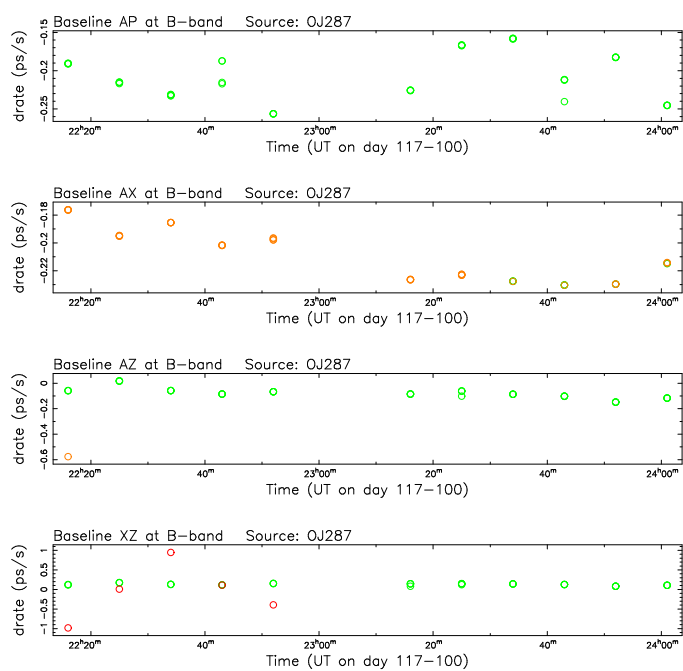 Baseline AP at B-band Source: OJ287
drate (ps/s)
-0.15
-0.2
-0.25
22h20m 40m 23h00m 20m 40m 24h00m
Time (UT on day 117-100)
Baseline AX at B-band Source: OJ287
drate (ps/s)
-0.18
-0.2
-0.22
22h20m 40m 23h00m 20m 40m 24h00m
Time (UT on day 117-100)
Baseline AZ at B-band Source: OJ287
drate (ps/s)
0
-0.2
-0.4
-0.6
22h20m 40m 23h00m 20m 40m 24h00m
Time (UT on day 117-100)
Baseline XZ at B-band Source: OJ287
drate (ps/s)
1
0.5
0
-0.5
-1
22h20m 40m 23h00m 20m 40m 24h00m
Time (UT on day 117-100)